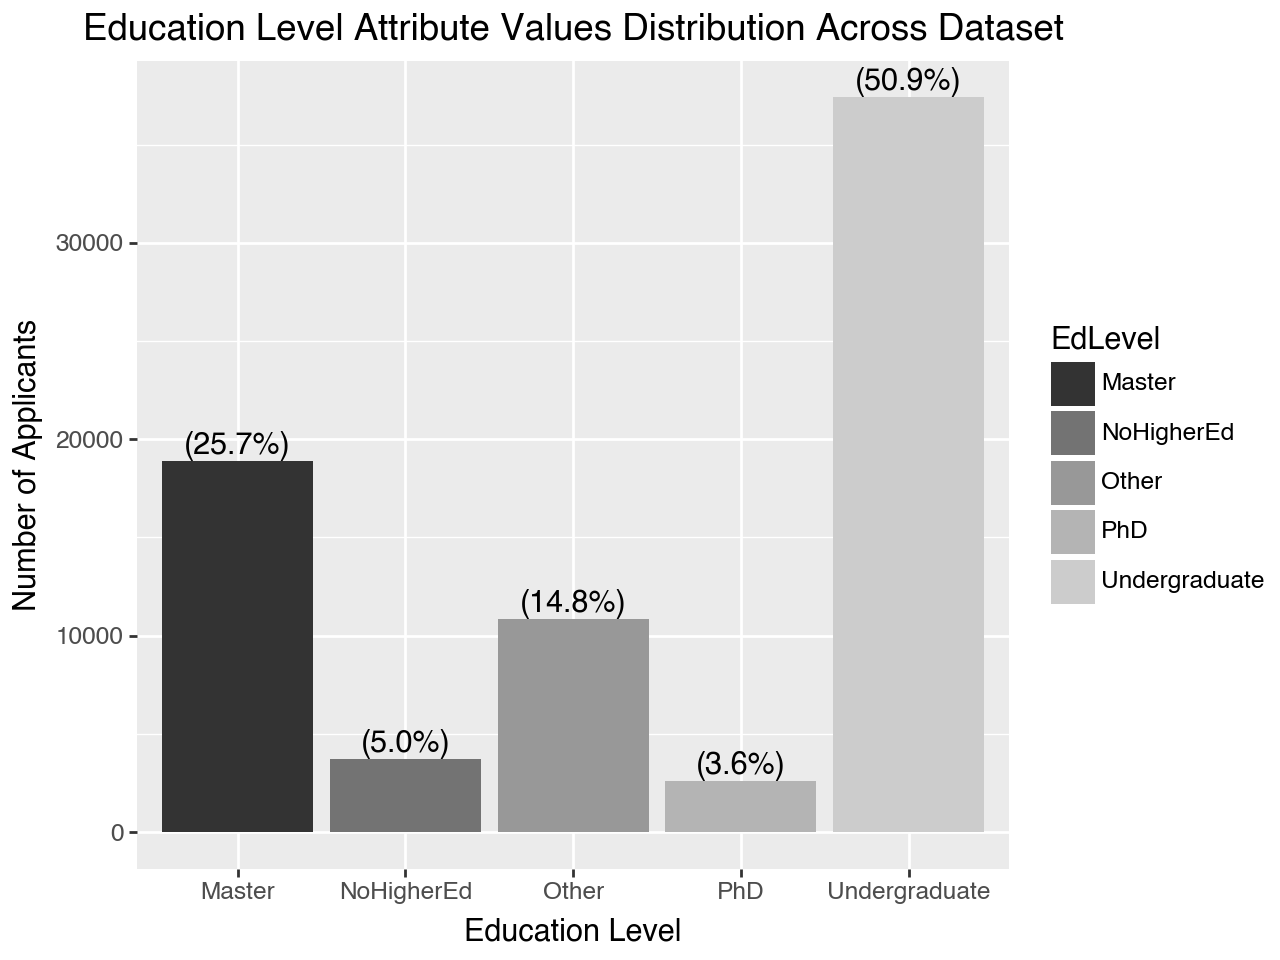 Education Level Attribute Values Distribution Across Dataset
(50.9%)
30000
20000
10000
0
Number of Applicants
(25.7%)
(5.0%)
(14.8%)
(3.6%)
Master NoHigherEd Other PhD Undergraduate
Education Level
EdLevel
Master
NoHigherEd
Other
PhD
Undergraduate